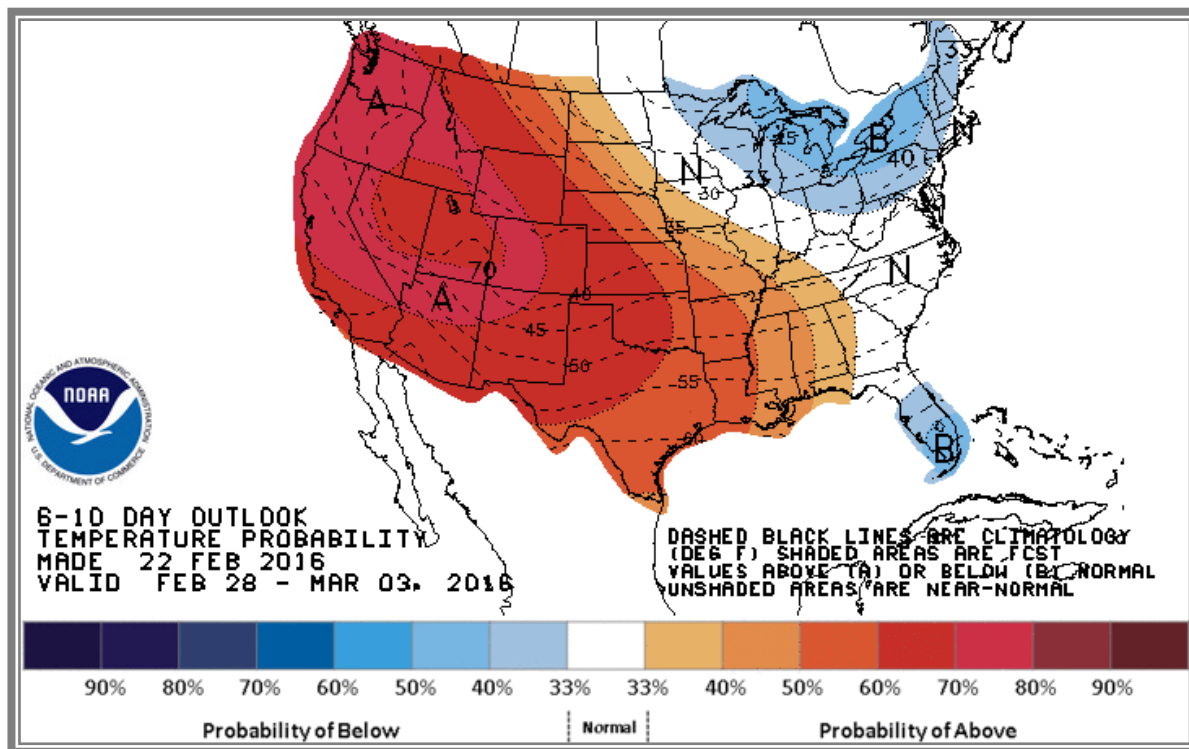 33
A
B
45
40
N
N
30
35
N
70
A
40
45
50
55
60
B
NATIONAL OCEANIC AND ATMOSPHERIC ADMINISTRATION
NOAA
U.S. DEPARTMENT OF COMMERCE
6-10 DAY OUTLOOK
TEMPERATURE PROBABILITY
MADE 22 FEB 2016
VALID FEB 28 - MAR 03, 2016
DASHED BLACK LINES ARE CLIMATOLOGY
(DEG F) SHADED AREAS ARE FCST
VALUES ABOVE (A) OR BELOW (B) NORMAL
UNSHADED AREAS ARE NEAR-NORMAL
90% 80% 70% 60% 50% 40% 33% 33% 40% 50% 60% 70% 80% 90%
Probability of Below Normal Probability of Above